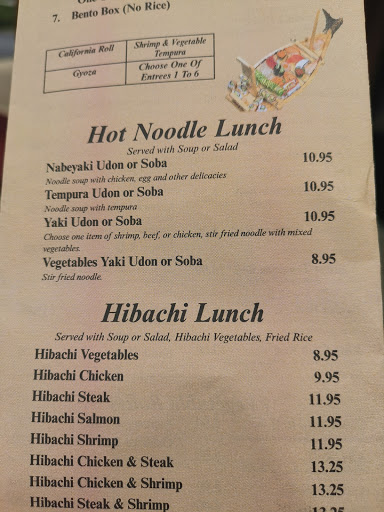 7. Bento Box (No Rice)
California Roll
Shrimp & Vegetable
Tempura
Gyoza
Choose One Of
Entrees 1 To 6
Hot Noodle Lunch
Served with Soup or Salad
Nabeyaki Udon or Soba 10.95
Noodle soup with chicken, egg and other delicacies
Tempura Udon or Soba 10.95
Noodle soup with tempura
Yaki Udon or Soba 10.95
Choose one item of shrimp, beef, or chicken, stir fried noodle with mixed
vegetables.
Vegetables Yaki Udon or Soba 8.95
Stir fried noodle.
Hibachi Lunch
Served with Soup or Salad, Hibachi Vegetables, Fried Rice
Hibachi Vegetables 8.95
Hibachi Chicken 9.95
Hibachi Steak 11.95
Hibachi Salmon 11.95
Hibachi Shrimp 11.95
Hibachi Chicken & Steak 13.25
Hibachi Chicken & Shrimp 13.25
Hibachi Steak & Shrimp 13.25